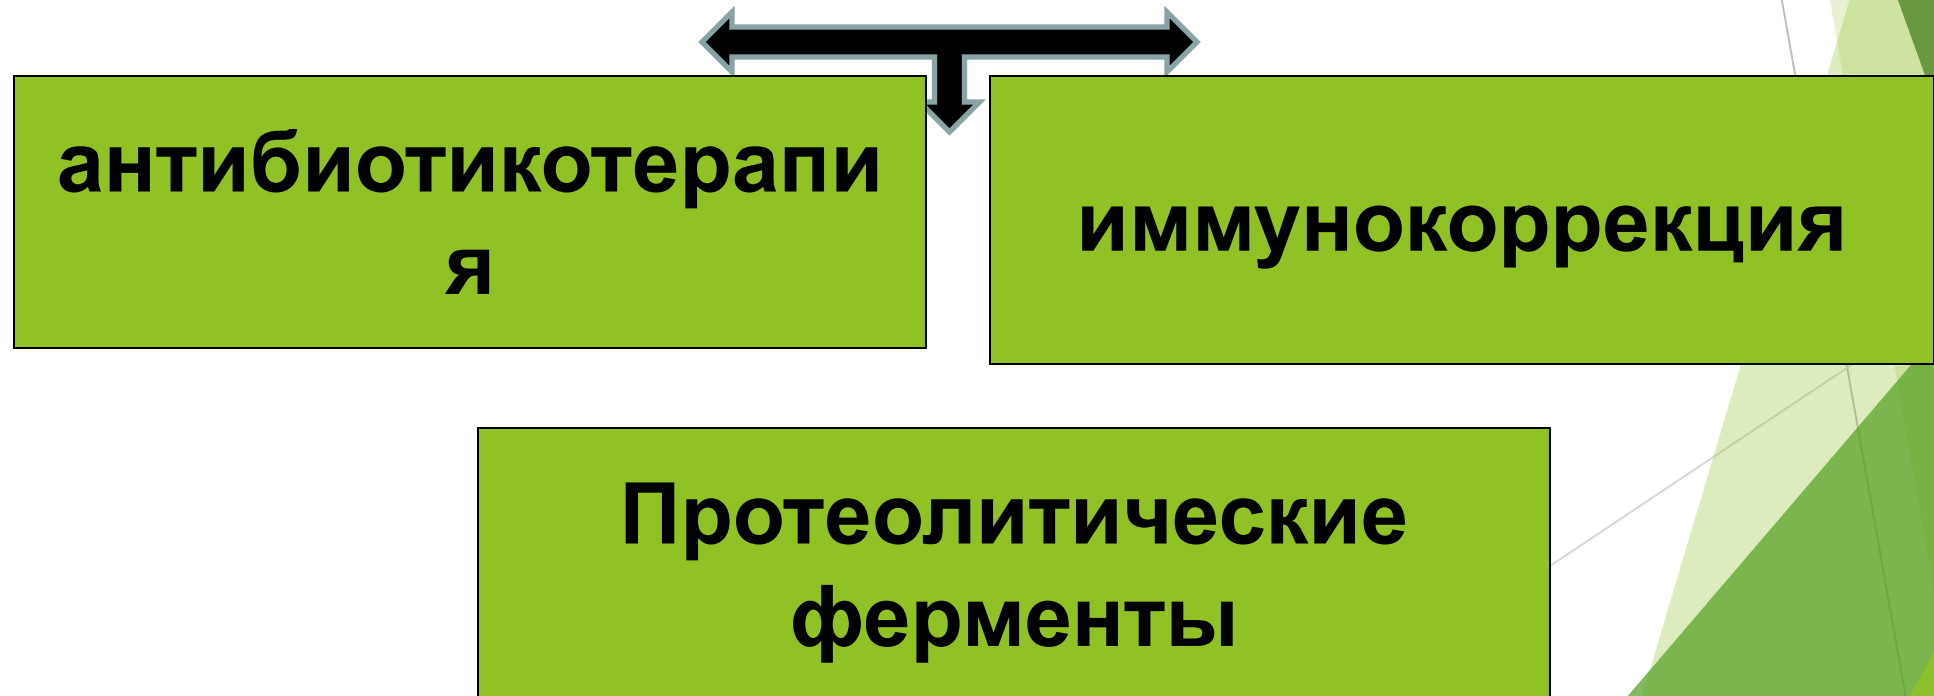 антибиотикотерапи
я
иммунокоррекция
Протеолитические
ферменты